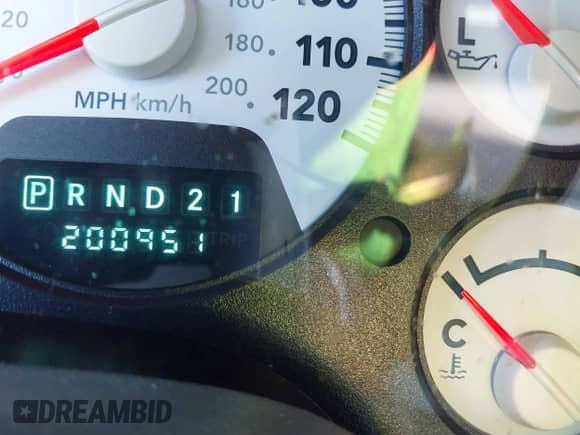 180
110
180
200
120
MPH km/h
L
P R N D 2 1
200951
TRIP
C
DREAMBID